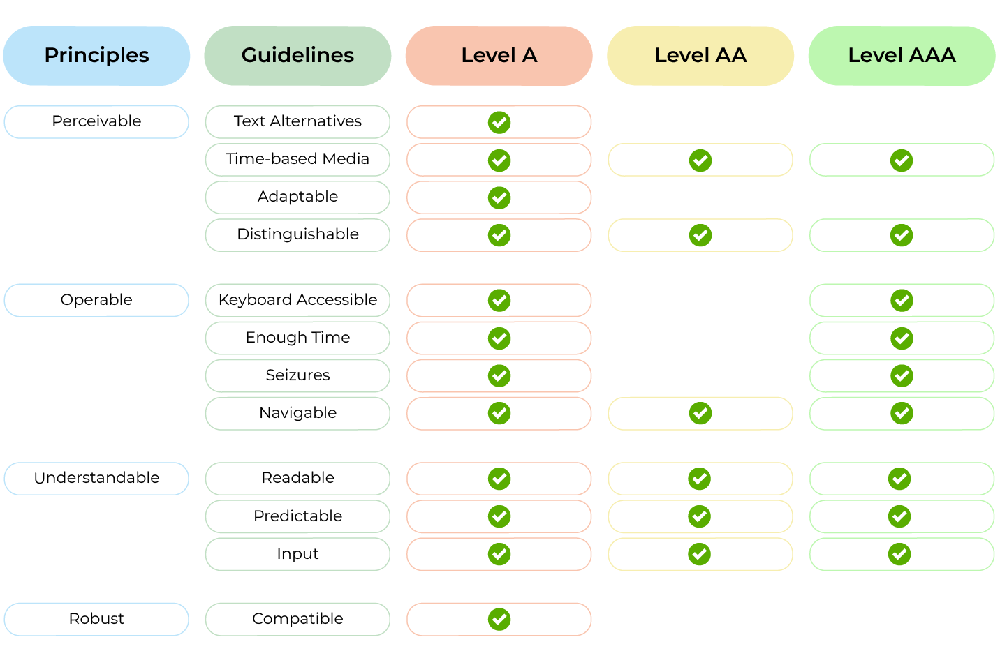 Principles Guidelines Level A Level AA Level AAA
Perceivable Text Alternatives
Time-based Media
Adaptable
Distinguishable
Operable Keyboard Accessible
Enough Time
Seizures
Navigable
Understandable Readable
Predictable
Input
Robust Compatible